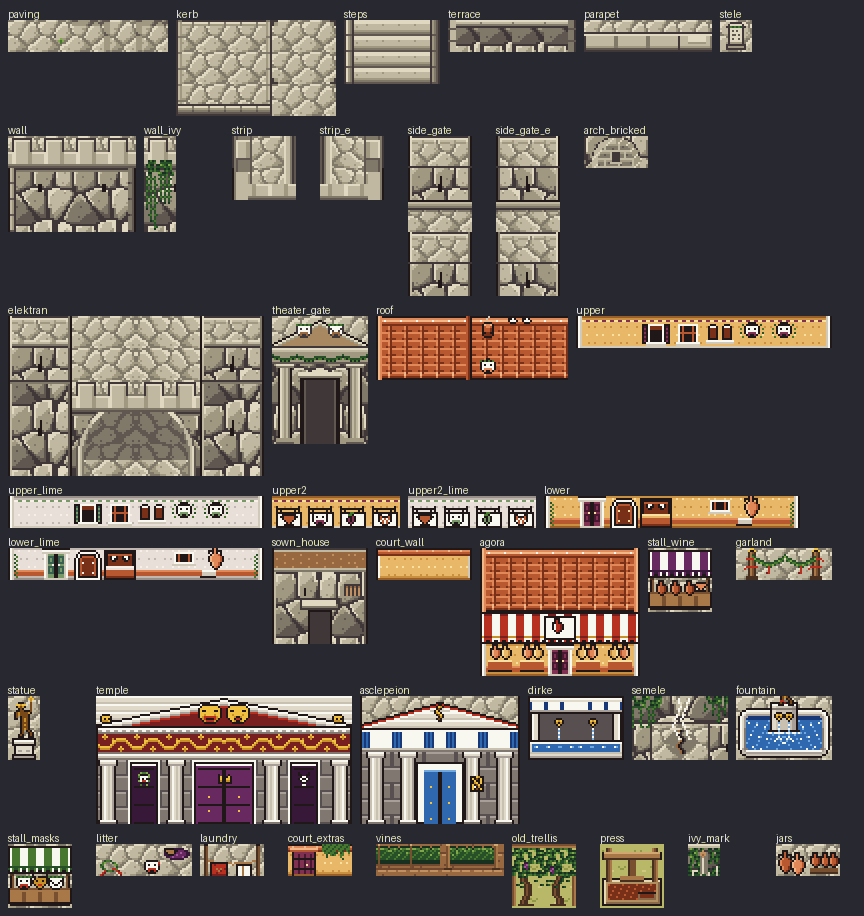 paving
kerb
steps
terrace
parapet
stele
wall
wall_ivy
strip
strip_e
side_gate
side_gate_e
arch_bricked
elektran
theater_gate
roof
upper
upper_lime
upper2
upper2_lime
lower
lower_lime
sown_house
court_wall
agora
stall_wine
garland
statue
temple
asclepeion
dirke
semele
fountain
stall_masks
litter
laundry
court_extras
vines
old_trellis
press
ivy_mark
jars